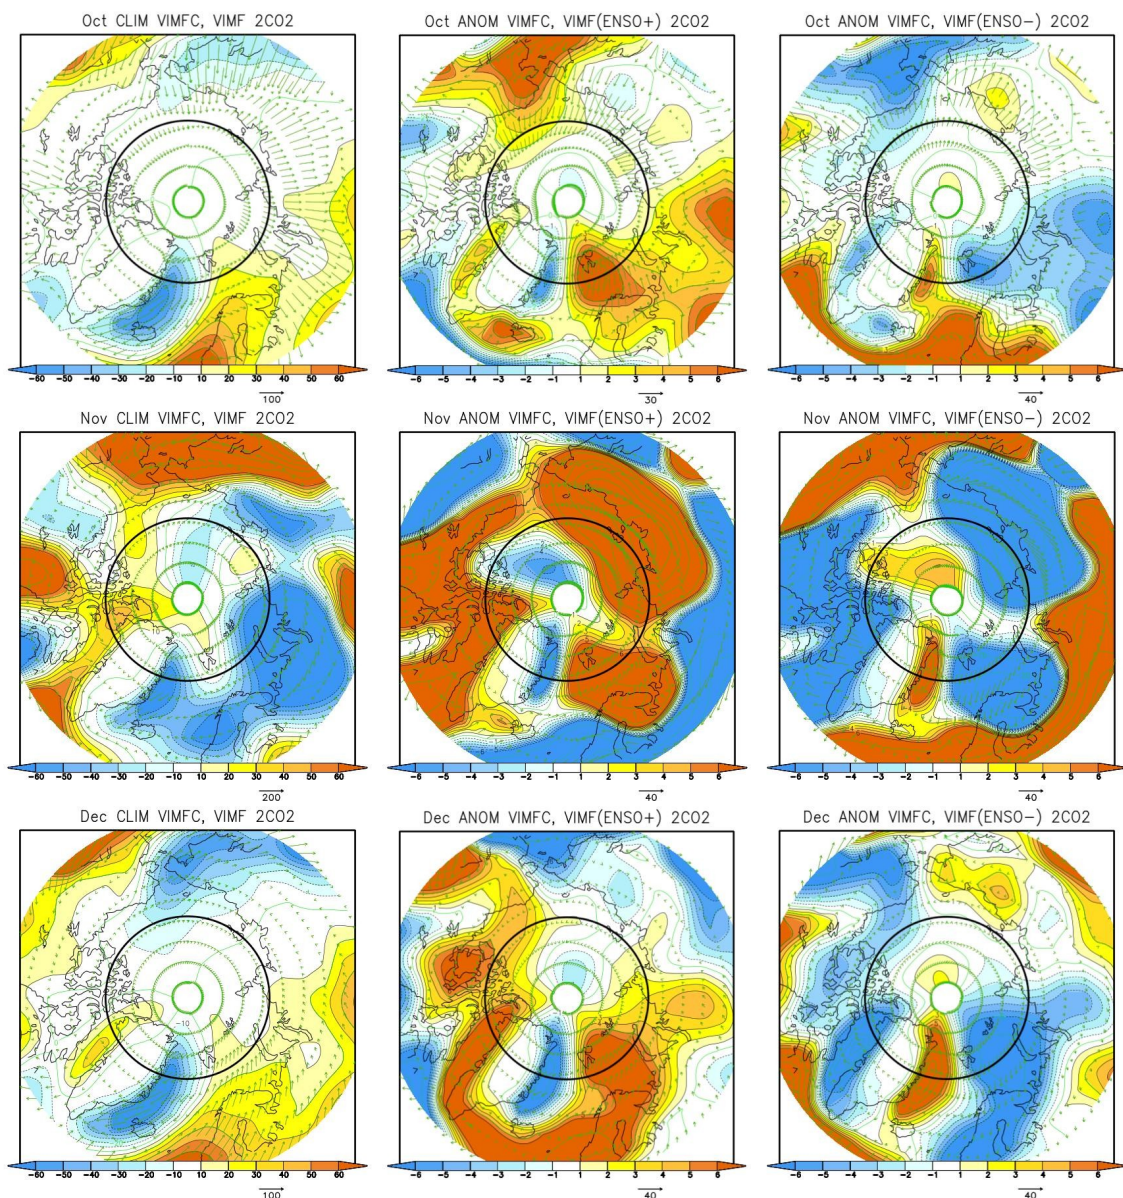 Oct CLIM VIMFC, VIMF 2CO2
Oct ANOM VIMFC, VIMF(ENSO+) 2CO2
Oct ANOM VIMFC, VIMF(ENSO−) 2CO2
−60 −50 −40 −30 −20 −10 10 20 30 40 50 60
100
−6 −5 −4 −3 −2 −1 1 2 3 4 5 6
30
−6 −5 −4 −3 −2 −1 1 2 3 4 5 6
40
Nov CLIM VIMFC, VIMF 2CO2
Nov ANOM VIMFC, VIMF(ENSO+) 2CO2
Nov ANOM VIMFC, VIMF(ENSO−) 2CO2
−60 −50 −40 −30 −20 −10 10 20 30 40 50 60
200
−6 −5 −4 −3 −2 −1 1 2 3 4 5 6
40
−6 −5 −4 −3 −2 −1 1 2 3 4 5 6
40
Dec CLIM VIMFC, VIMF 2CO2
Dec ANOM VIMFC, VIMF(ENSO+) 2CO2
Dec ANOM VIMFC, VIMF(ENSO−) 2CO2
−10
−60 −50 −40 −30 −20 −10 10 20 30 40 50 60
100
−6 −5 −4 −3 −2 −1 1 2 3 4 5 6
40
−6 −5 −4 −3 −2 −1 1 2 3 4 5 6
40